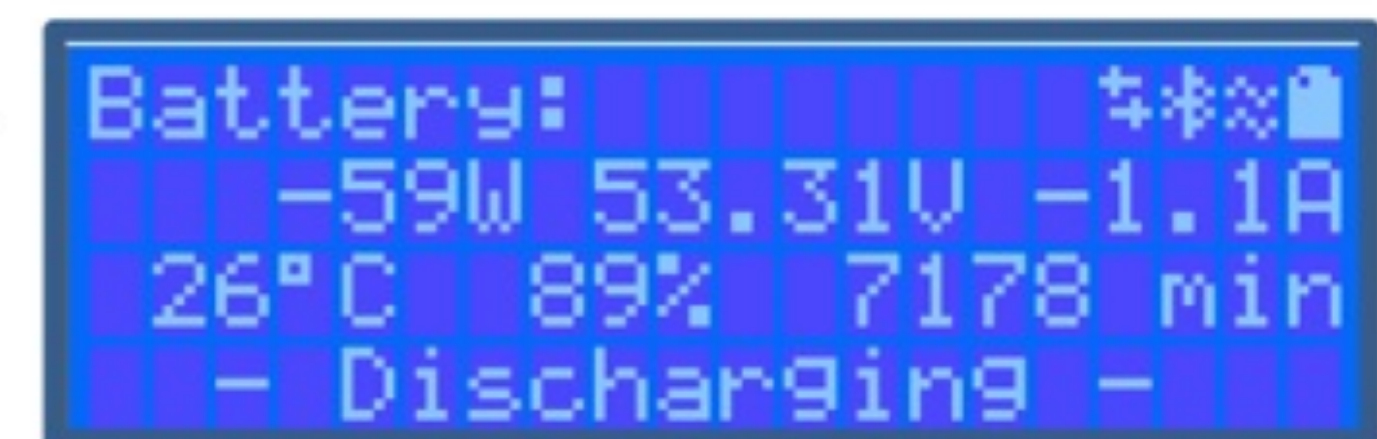 Battery:
-59W 53.31V -1.1A
26°C 89% 7178 min
- Discharging -